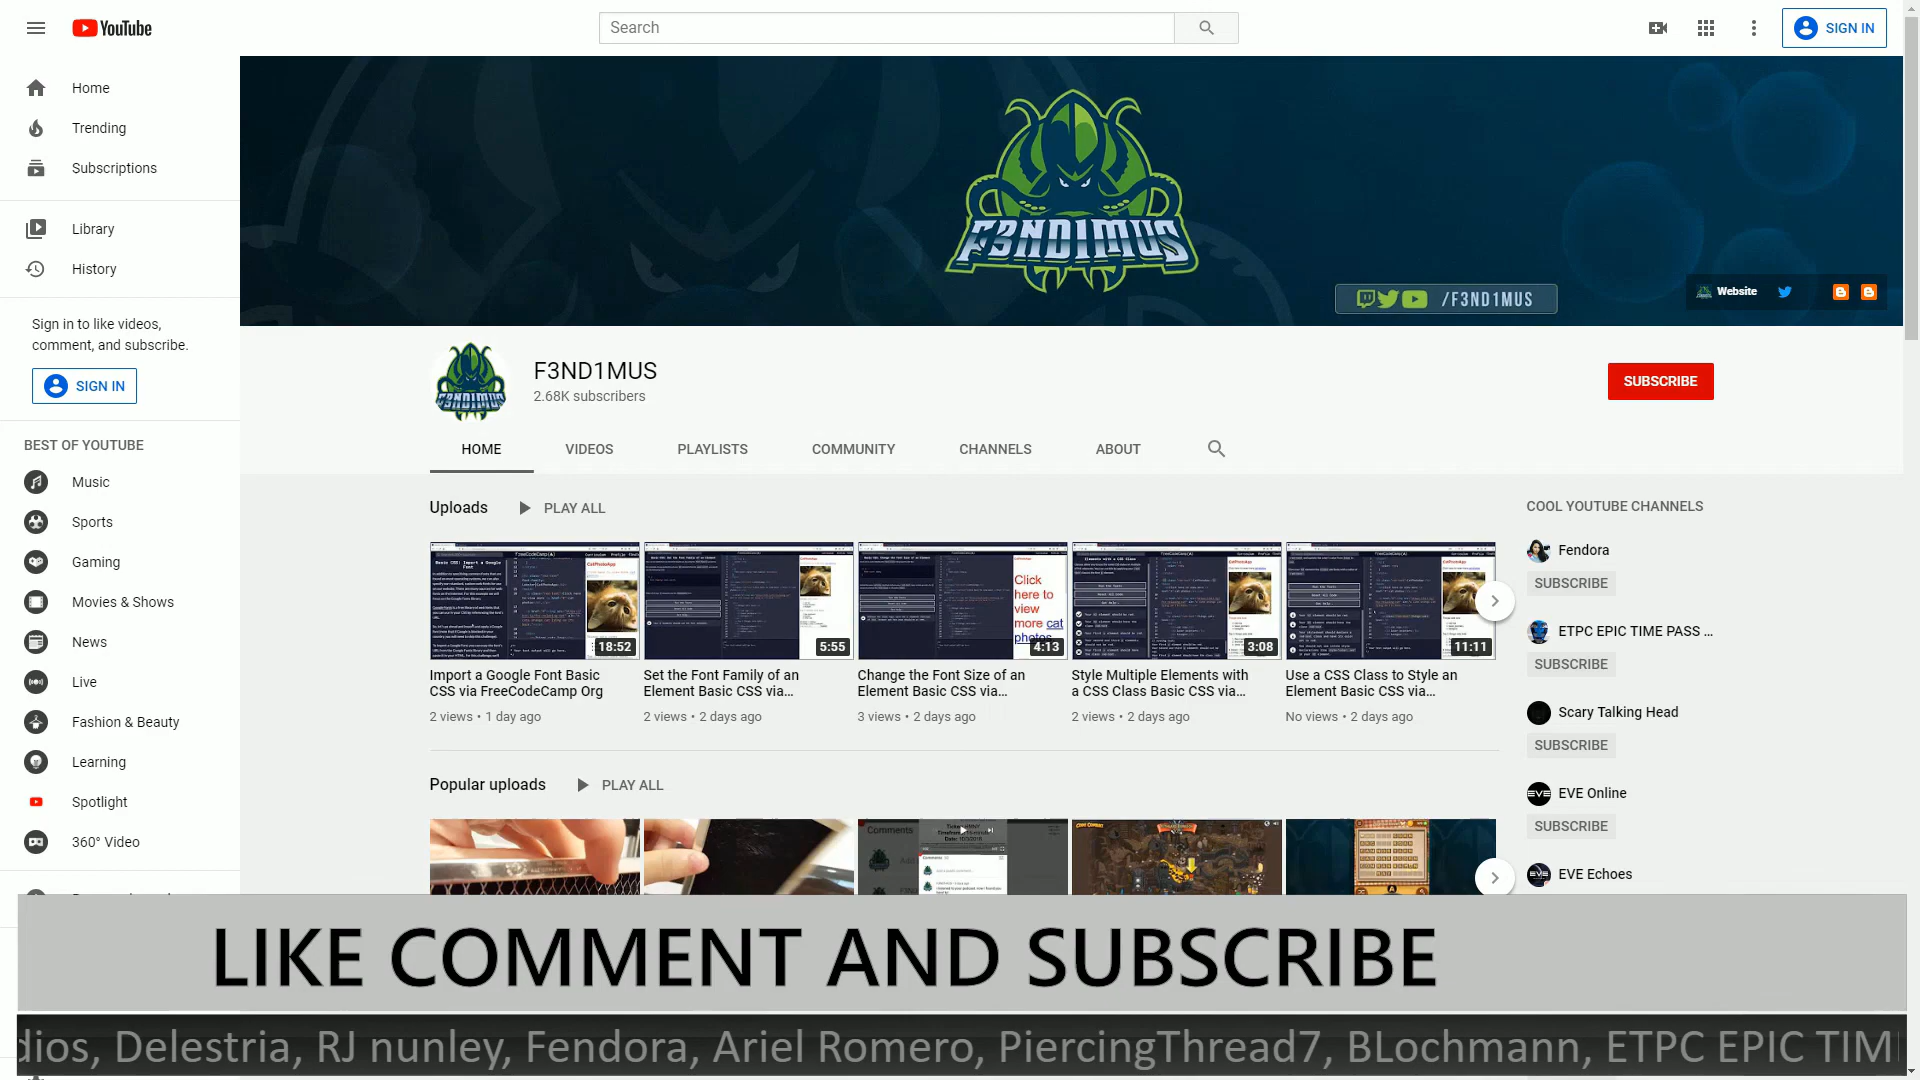 YouTube
Search
SIGN IN
Home
Trending
Subscriptions
Library
History
Sign in to like videos,
comment, and subscribe.
SIGN IN
BEST OF YOUTUBE
Music
Sports
Gaming
Movies & Shows
News
Live
Fashion & Beauty
Learning
Spotlight
360° Video
F3ND1MUS
/F3ND1MUS
Website
F3ND1MUS
2.68K subscribers
SUBSCRIBE
HOME
VIDEOS
PLAYLISTS
COMMUNITY
CHANNELS
ABOUT
Uploads
PLAY ALL
18:52
Import a Google Font Basic
CSS via FreeCodeCamp Org
2 views • 1 day ago
5:55
Set the Font Family of an
Element Basic CSS via...
2 views • 2 days ago
Click
here to
view
more cat
photos
4:13
Change the Font Size of an
Element Basic CSS via...
3 views • 2 days ago
3:08
Style Multiple Elements with
a CSS Class Basic CSS via...
2 views • 2 days ago
11:11
Use a CSS Class to Style an
Element Basic CSS via...
No views • 2 days ago
Popular uploads
PLAY ALL
Comments
COOL YOUTUBE CHANNELS
Fendora
SUBSCRIBE
ETPC EPIC TIME PASS ...
SUBSCRIBE
Scary Talking Head
SUBSCRIBE
EVE Online
SUBSCRIBE
EVE Echoes
LIKE COMMENT AND SUBSCRIBE
dios, Delestria, RJ nunley, Fendora, Ariel Romero, PiercingThread7, BLochmann, ETPC EPIC TIM